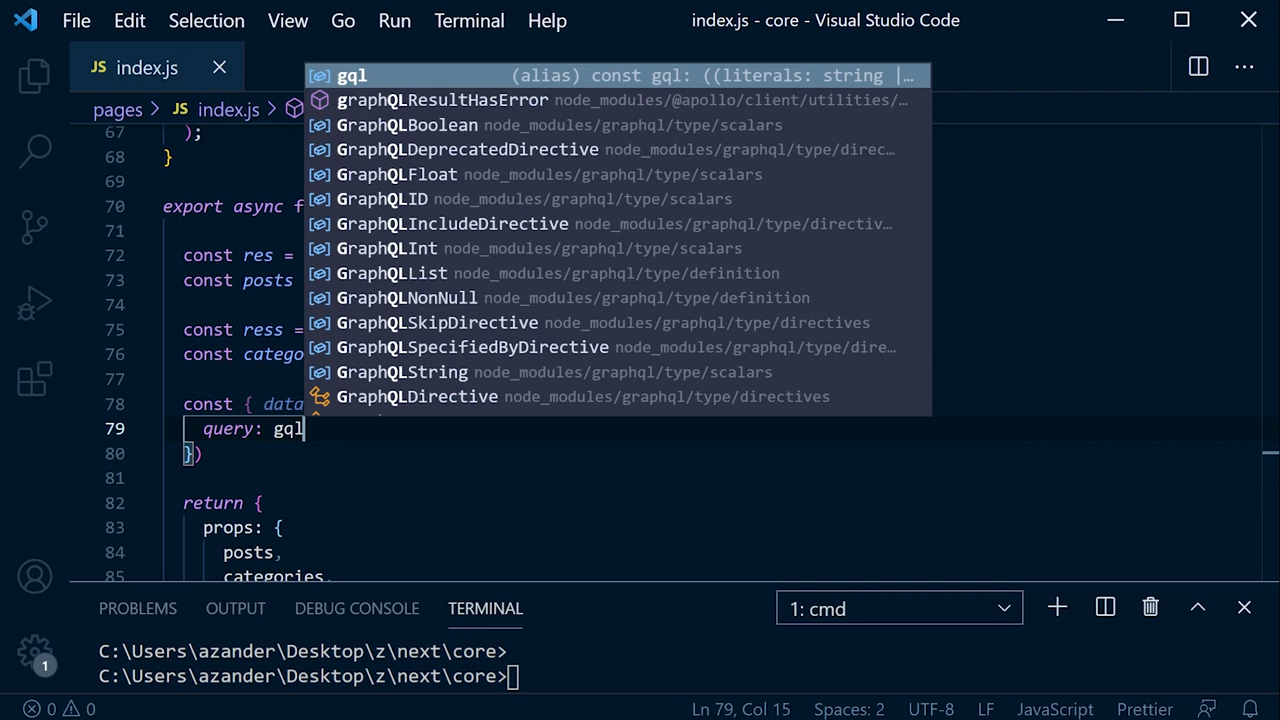 File Edit Selection View Go Run Terminal Help index.js - core - Visual Studio Code
JS index.js
pages > JS index.js >
gql (alias) const gql: ((literals: string |…
graphQLResultHasError node_modules/@apollo/client/utilities/…
GraphQLBoolean node_modules/graphql/type/scalars
GraphQLDeprecatedDirective node_modules/graphql/type/direc…
GraphQLFloat node_modules/graphql/type/scalars
GraphQLID node_modules/graphql/type/scalars
GraphQLIncludeDirective node_modules/graphql/type/directiv…
GraphQLInt node_modules/graphql/type/scalars
GraphQLList node_modules/graphql/type/definition
GraphQLNonNull node_modules/graphql/type/definition
GraphQLSkipDirective node_modules/graphql/type/directives
GraphQLSpecifiedByDirective node_modules/graphql/type/dire…
GraphQLString node_modules/graphql/type/scalars
GraphQLDirective node_modules/graphql/type/directives
67 );
68 }
69
70 export async f
71
72 const res =
73 const posts
74
75 const ress =
76 const catego
77
78 const { data
79 query: gql
80 })
81
82 return {
83 props: {
84 posts,
85 categories,
PROBLEMS OUTPUT DEBUG CONSOLE TERMINAL 1: cmd
C:\Users\azander\Desktop\z\next\core>
C:\Users\azander\Desktop\z\next\core>
1
0 0 Ln 79, Col 15 Spaces: 2 UTF-8 LF JavaScript Prettier